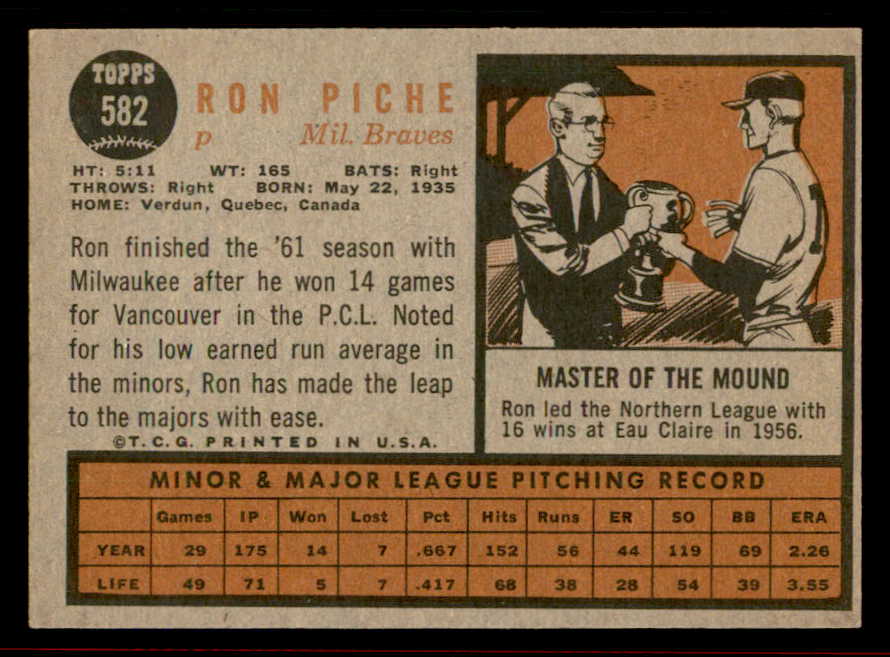 TOPPS
582
RON PICHE
p Mil. Braves
HT: 5:11 WT: 165 BATS: Right
THROWS: Right BORN: May 22, 1935
HOME: Verdun, Quebec, Canada
Ron finished the '61 season with
Milwaukee after he won 14 games
for Vancouver in the P.C.L. Noted
for his low earned run average in
the minors, Ron has made the leap
to the majors with ease.
©T.C.G. PRINTED IN U.S.A.
MASTER OF THE MOUND
Ron led the Northern League with
16 wins at Eau Claire in 1956.
MINOR & MAJOR LEAGUE PITCHING RECORD
Games IP Won Lost Pct Hits Runs ER SO BB ERA
YEAR 29 175 14 7 .667 152 56 44 119 69 2.26
LIFE 49 71 5 7 .417 68 38 28 54 39 3.55